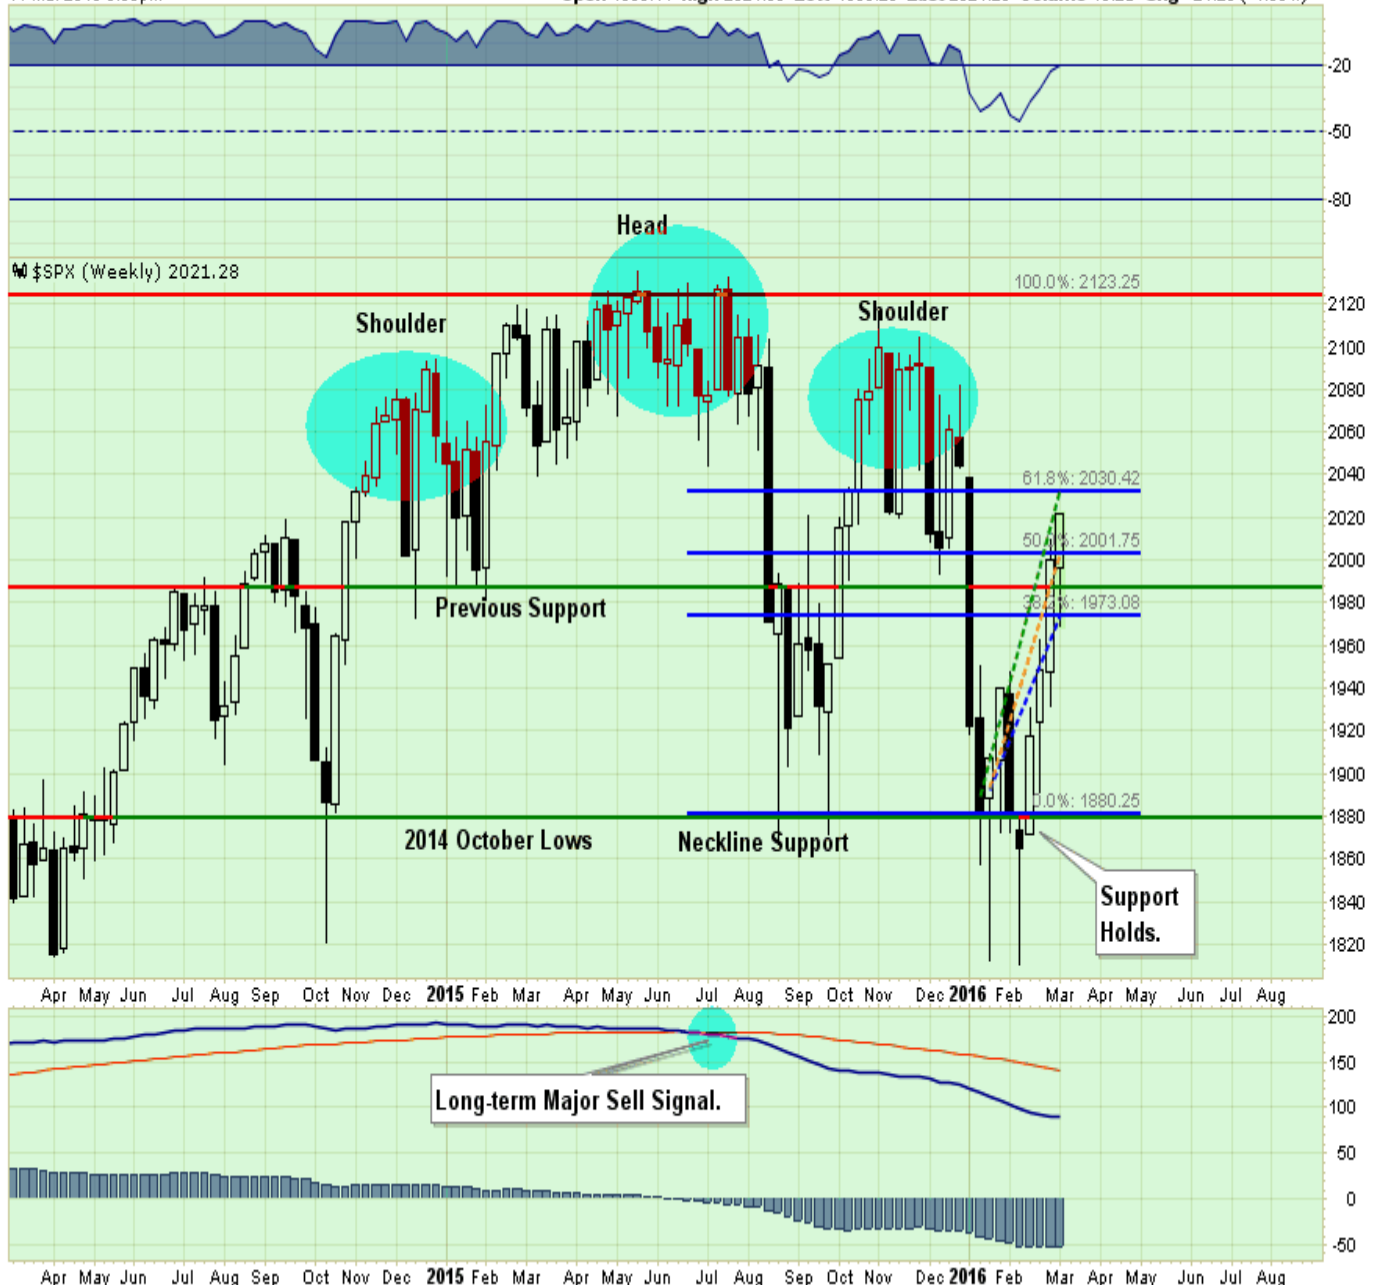 -20
-50
-80
Head
$SPX (Weekly) 2021.28
100.0%: 2123.25
Shoulder
Shoulder
2120
2100
2080
2060
2040
2020
2000
1980
1960
1940
1920
1900
1880
1860
1840
1820
61.8%: 2030.42
2001.75
Previous Support
1973.08
0.0%: 1880.25
2014 October Lows
Neckline Support
Support
Holds.
Apr May Jun Jul Aug Sep Oct Nov Dec 2015 Feb Mar Apr May Jun Jul Aug Sep Oct Nov Dec 2016 Feb Mar Apr May Jun Jul Aug
200
150
100
50
0
-50
Long-term Major Sell Signal.
Apr May Jun Jul Aug Sep Oct Nov Dec 2015 Feb Mar Apr May Jun Jul Aug Sep Oct Nov Dec 2016 Feb Mar Apr May Jun Jul Aug